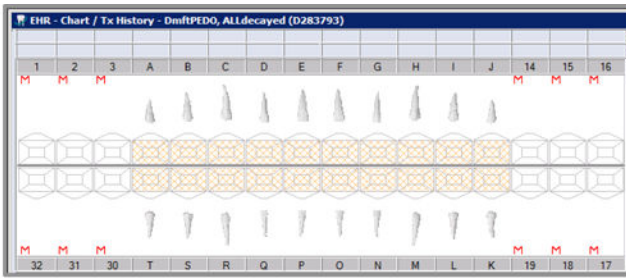 EHR - Chart / Tx History - DmftPEDO, ALLdecayed (D283793)
1 2 3 A B C D E F G H I J 14 15 16
M M M M M M
M M M M M M
32 31 30 T S R Q P O N M L K 19 18 17